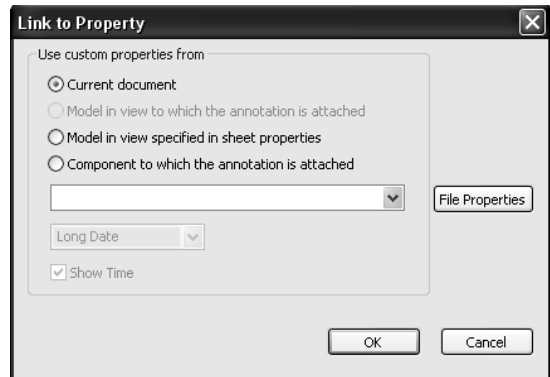 Link to Property
Use custom properties from
Current document
Model in view to which the annotation is attached
Model in view specified in sheet properties
Component to which the annotation is attached
File Properties
Long Date
Show Time
OK Cancel